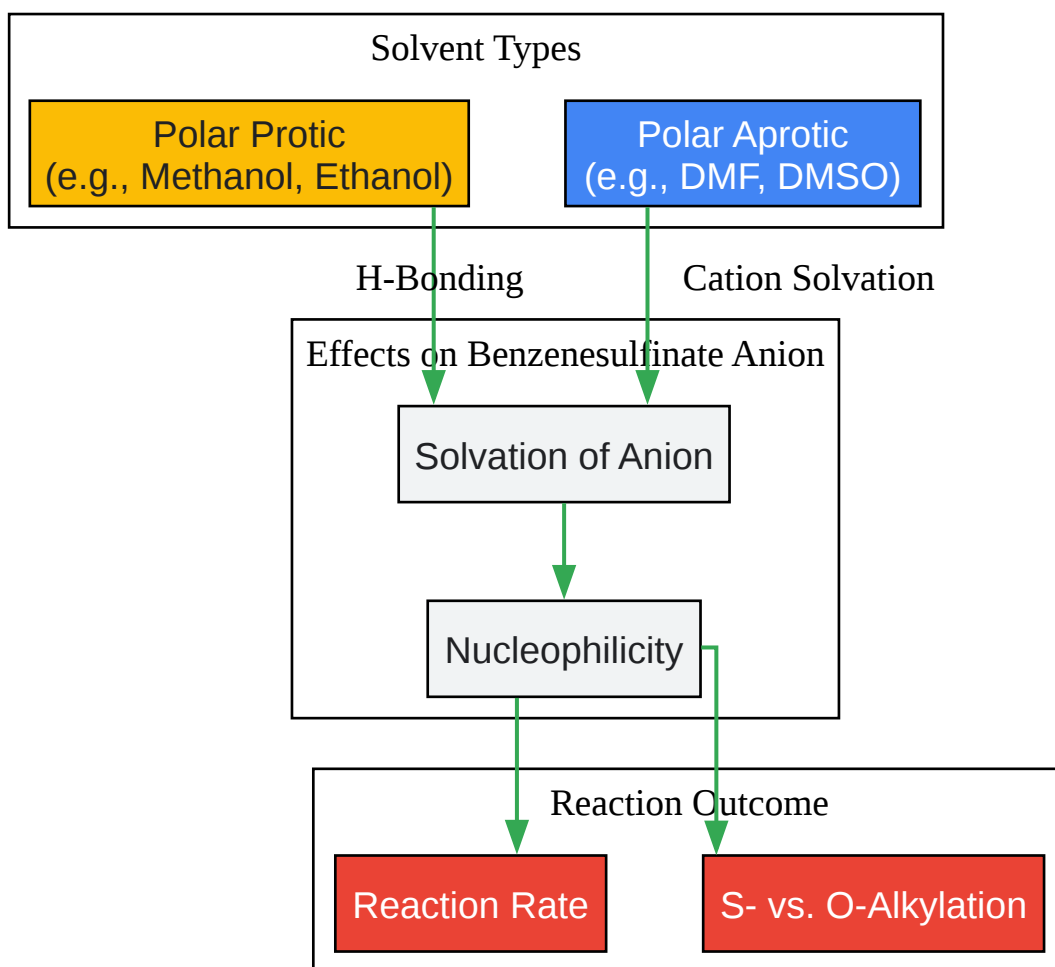 Solvent Types
Polar Protic
(e.g., Methanol, Ethanol)
Polar Aprotic
(e.g., DMF, DMSO)
H-Bonding
Cation Solvation
Effects on Benzenesulfinate Anion
Solvation of Anion
Nucleophilicity
Reaction Outcome
Reaction Rate
S- vs. O-Alkylation